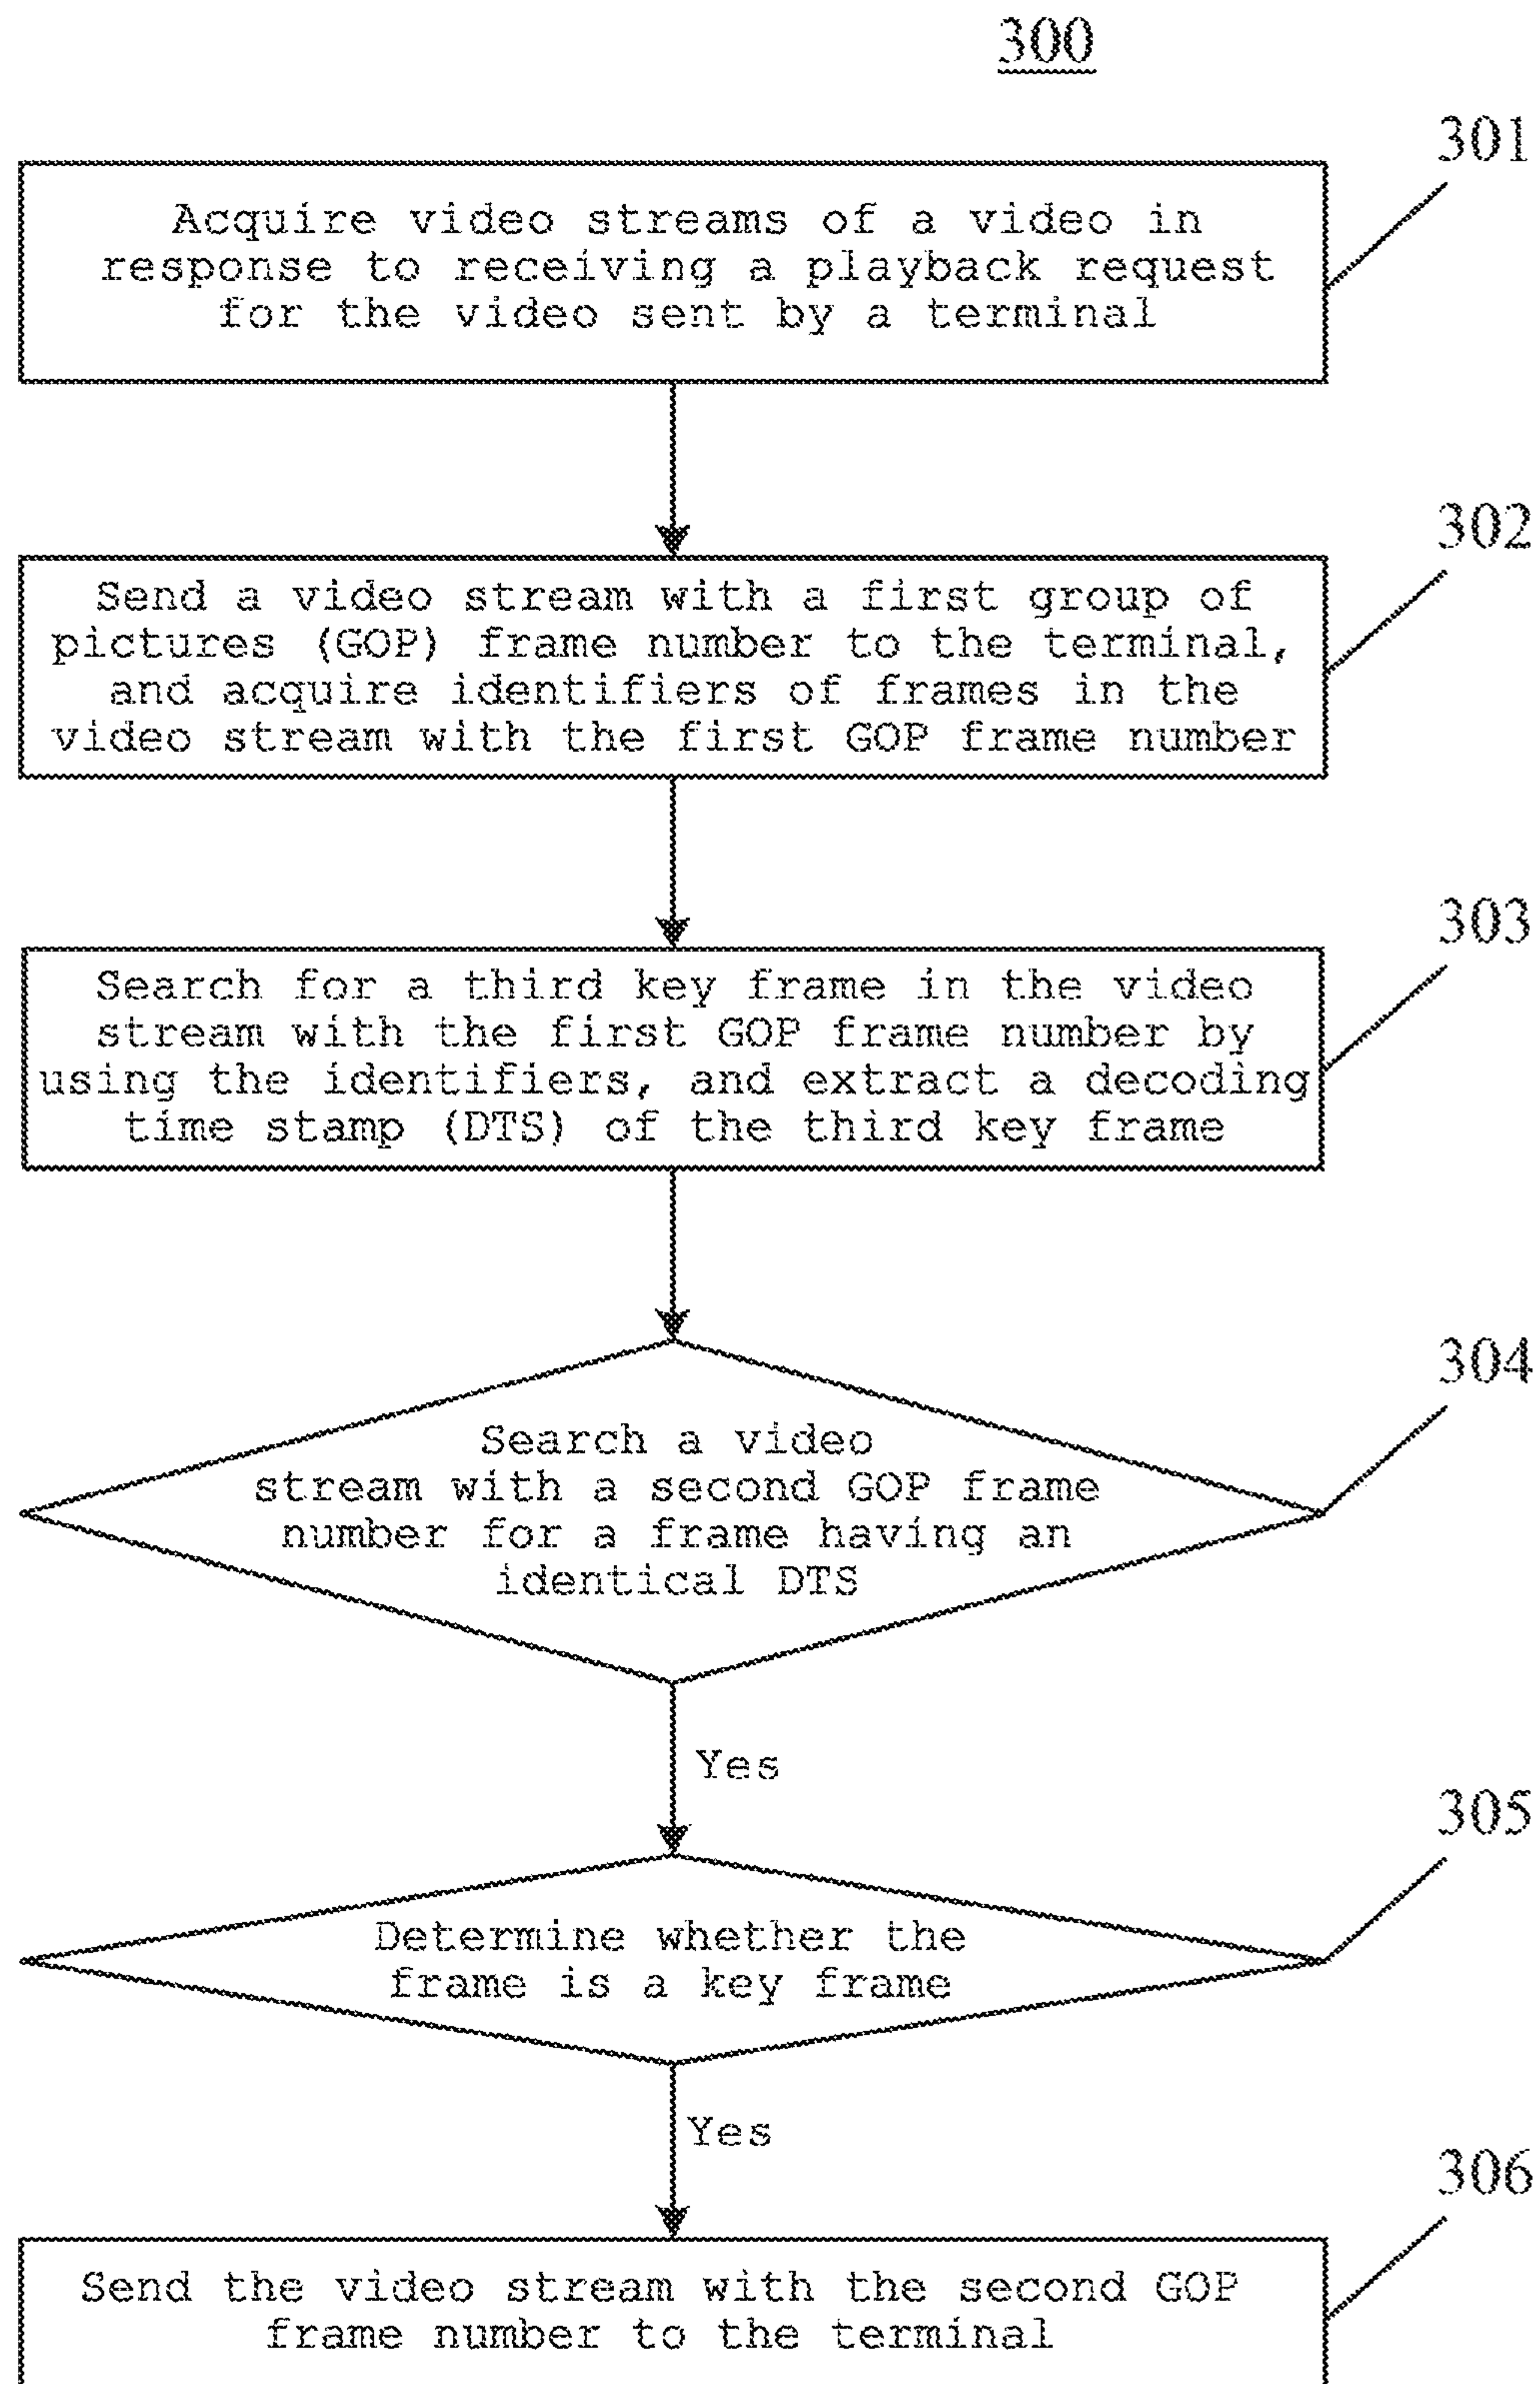 300
301
Acquire video streams of a video in
response to receiving a playback request
for the video sent by a terminal
302
Send a video stream with a first group of
pictures (GOP) frame number to the terminal,
and acquire identifiers of frames in the
video stream with the first GOP frame number
303
Search for a third key frame in the video
stream with the first GOP frame number by
using the identifiers, and extract a decoding
time stamp (DTS) of the third key frame
304
Search a video
stream with a second GOP frame
number for a frame having an
identical DTS
Yes
305
Determine whether the
frame is a key frame
Yes
306
Send the video stream with the second GOP
frame number to the terminal